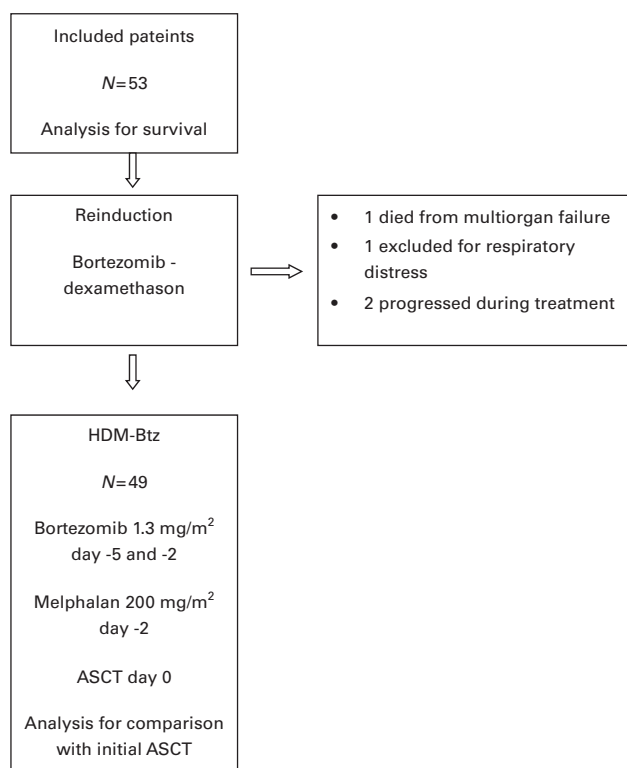 Included pateints
N=53
Analysis for survival
Reinduction
Bortezomib -
dexamethason
• 1 died from multiorgan failure
• 1 excluded for respiratory
distress
• 2 progressed during treatment
HDM-Btz
N=49
Bortezomib 1.3 mg/m²
day -5 and -2
Melphalan 200 mg/m²
day -2
ASCT day 0
Analysis for comparison
with initial ASCT